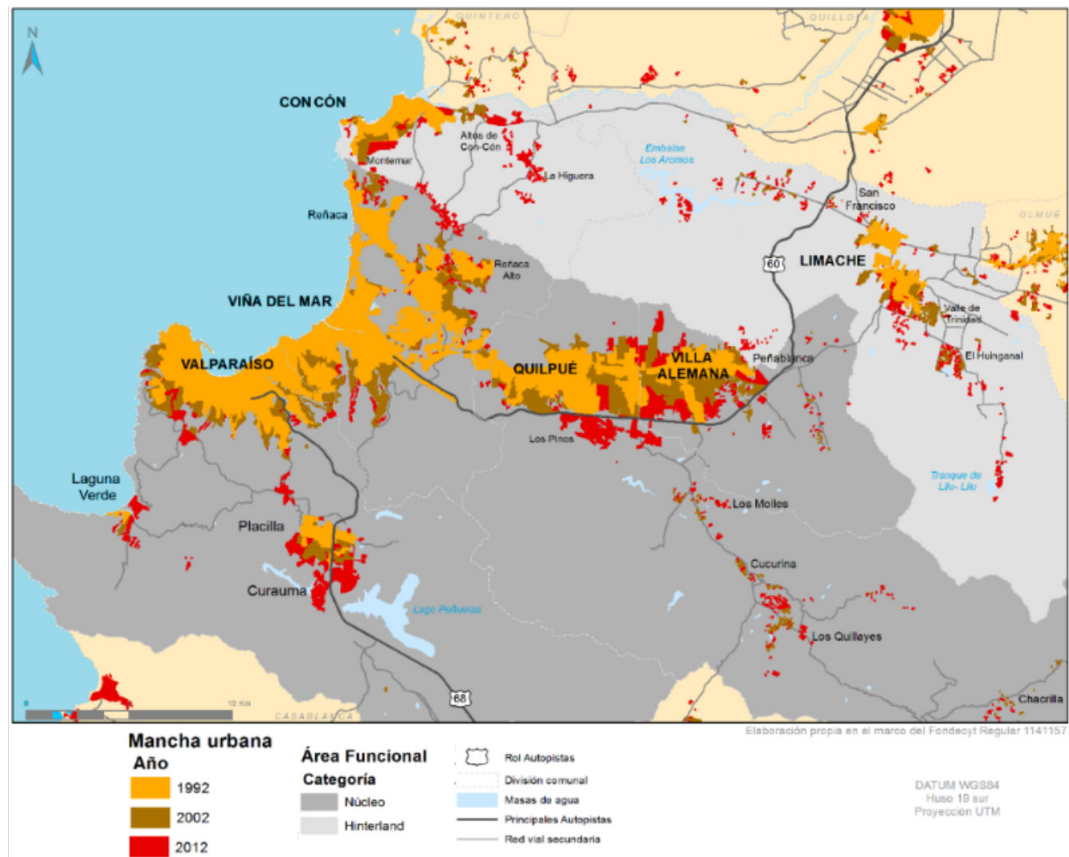 N
QUINTERO
QUILLOTA
CONCÓN
Altos de
Con-Cón
Montemar
La Higuera
Embalse
Los Aromos
San
Francisco
OLMUÉ
Reñaca
60
LIMACHE
Reñaca
Alto
VIÑA DEL MAR
Valle de
Trinidad
VALPARAÍSO
QUILPUÉ
VILLA
ALEMANA
Peñablanca
El Huinganal
Los Pinos
Laguna
Verde
Tranque de
Lliu- Lliu
Los Molles
Placilla
Cucurina
Curauma
Lago Peñuelas
Los Quillayes
68
Chacrilla
0
10 Km
CASABLANCA
Elaboración propia en el marco del Fondecyt Regular 1141157
Mancha urbana
Año
1992
2002
2012
Área Funcional
Categoría
Núcleo
Hinterland
Rol Autopistas
División comunal
Masas de agua
Principales Autopistas
Red vial secundaria
DATUM WGS84
Huso 19 sur
Proyección UTM